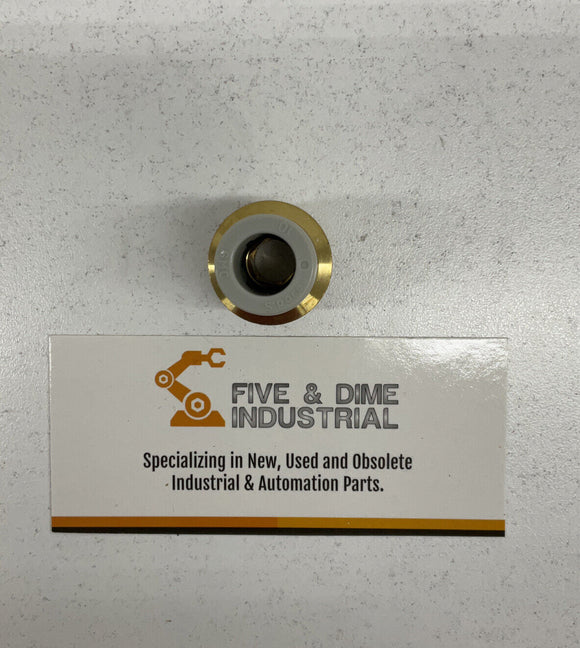 FIVE & DIME
INDUSTRIAL
Specializing in New, Used and Obsolete
Industrial & Automation Parts.